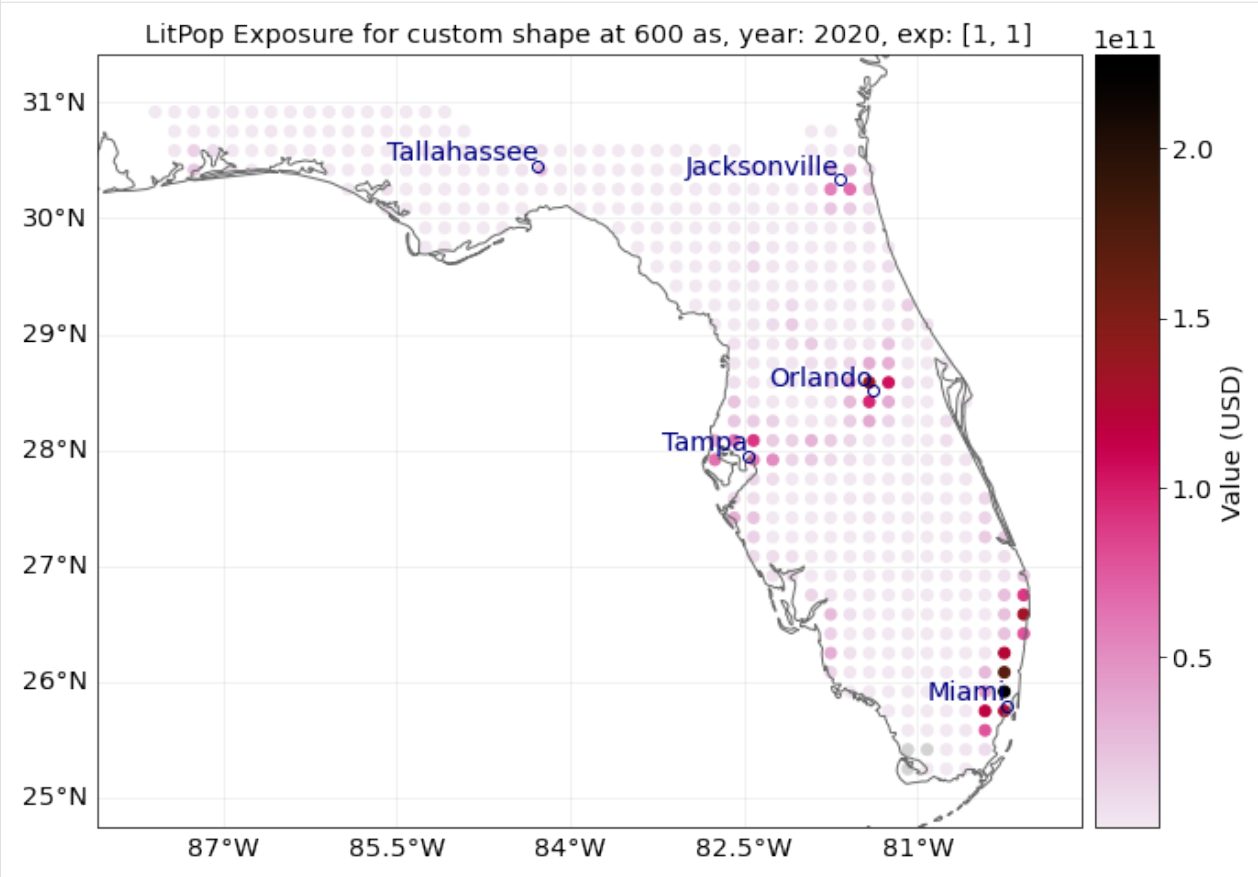 LitPop Exposure for custom shape at 600 as, year: 2020, exp: [1, 1]
1e11
31°N
30°N
29°N
28°N
27°N
26°N
25°N
Tallahassee
Jacksonville
Orlando
Tampa
Miami
87°W 85.5°W 84°W 82.5°W 81°W
2.0
1.5
1.0
0.5
Value (USD)